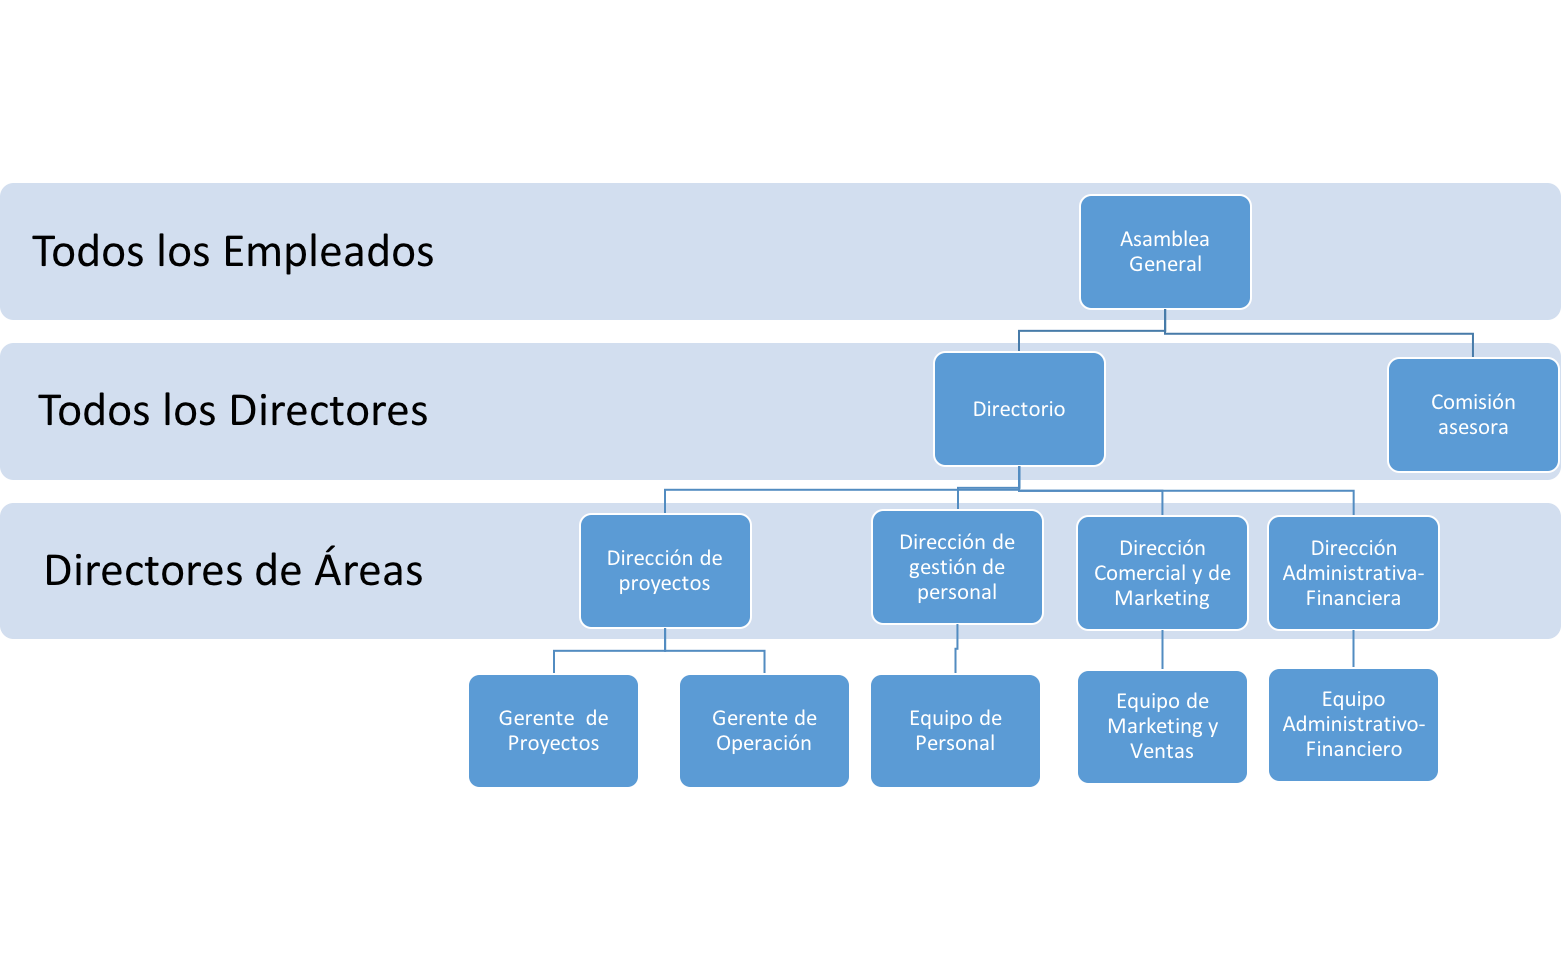 Todos los Empleados
Asamblea
General
Todos los Directores
Directorio
Comisión
asesora
Directores de Áreas
Dirección de
proyectos
Dirección de
gestión de
personal
Dirección
Comercial y de
Marketing
Dirección
Administrativa-
Financiera
Gerente  de
Proyectos
Gerente de
Operación
Equipo de
Personal
Equipo de
Marketing y
Ventas
Equipo
Administrativo-
Financiero